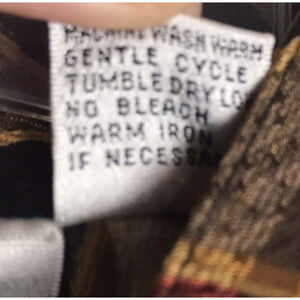 MACHINE WASH WARM
GENTLE CYCLE
TUMBLE DRY LO
NO BLEACH
WARM IRON
IF NECESSA